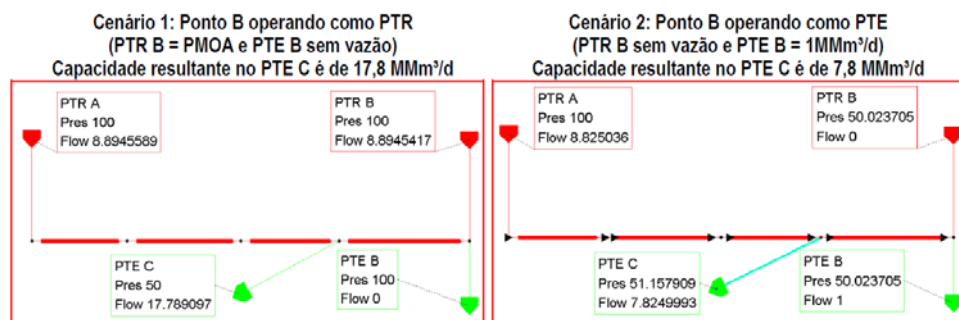 Cenário 1: Ponto B operando como PTR
(PTR B = PMOA e PTE B sem vazão)
Capacidade resultante no PTE C é de 17,8 MMm³/d
PTR A
Pres 100
Flow 8.8945589
PTR B
Pres 100
Flow 8.8945417
PTE C
Pres 50
Flow 17.789097
PTE B
Pres 100
Flow 0
Cenário 2: Ponto B operando como PTE
(PTR B sem vazão e PTE B = 1MMm³/d)
Capacidade resultante no PTE C é de 7,8 MMm³/d
PTR A
Pres 100
Flow 8.825036
PTR B
Pres 50.023705
Flow 0
PTE C
Pres 51.157909
Flow 7.8249993
PTE B
Pres 50.023705
Flow 1